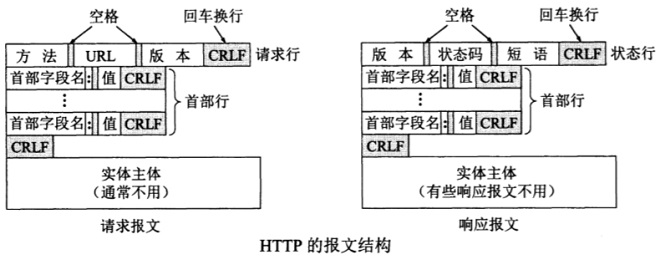 空格 回车换行
方 法 URL 版 本 CRLF 请求行
首部字段名: 值 CRLF
⋮ 首部行
首部字段名: 值 CRLF
CRLF
实体主体
（通常不用）
请求报文
空格 回车换行
版 本 状态码 短 语 CRLF 状态行
首部字段名: 值 CRLF
⋮ 首部行
首部字段名: 值 CRLF
CRLF
实体主体
（有些响应报文不用）
响应报文
HTTP 的报文结构